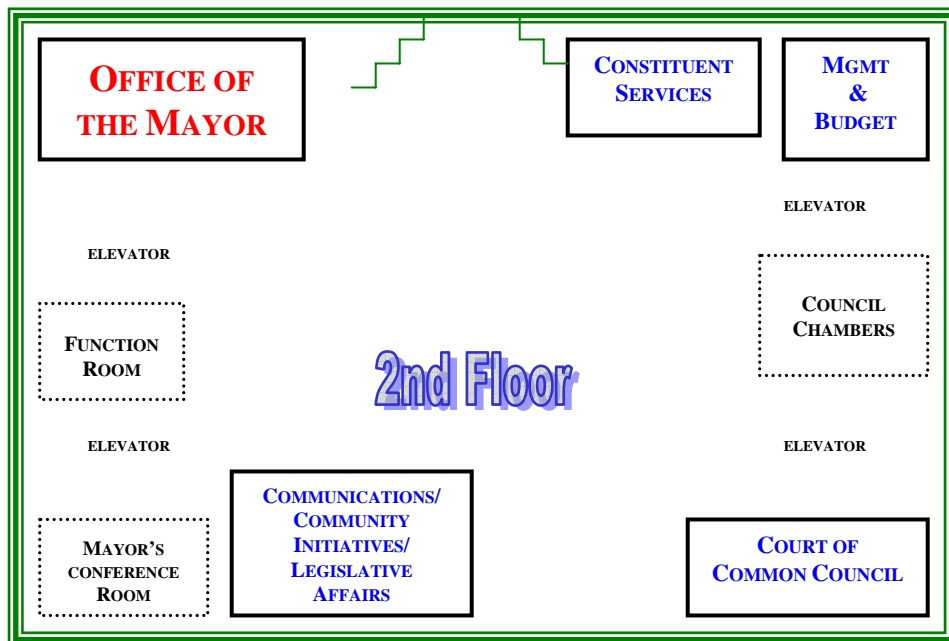 OFFICE OF
THE MAYOR
CONSTITUENT
SERVICES
MGMT
&
BUDGET
ELEVATOR
ELEVATOR
FUNCTION
ROOM
COUNCIL
CHAMBERS
2nd Floor
ELEVATOR
ELEVATOR
MAYOR'S
CONFERENCE
ROOM
COMMUNICATIONS/
COMMUNITY
INITIATIVES/
LEGISLATIVE
AFFAIRS
COURT OF
COMMON COUNCIL